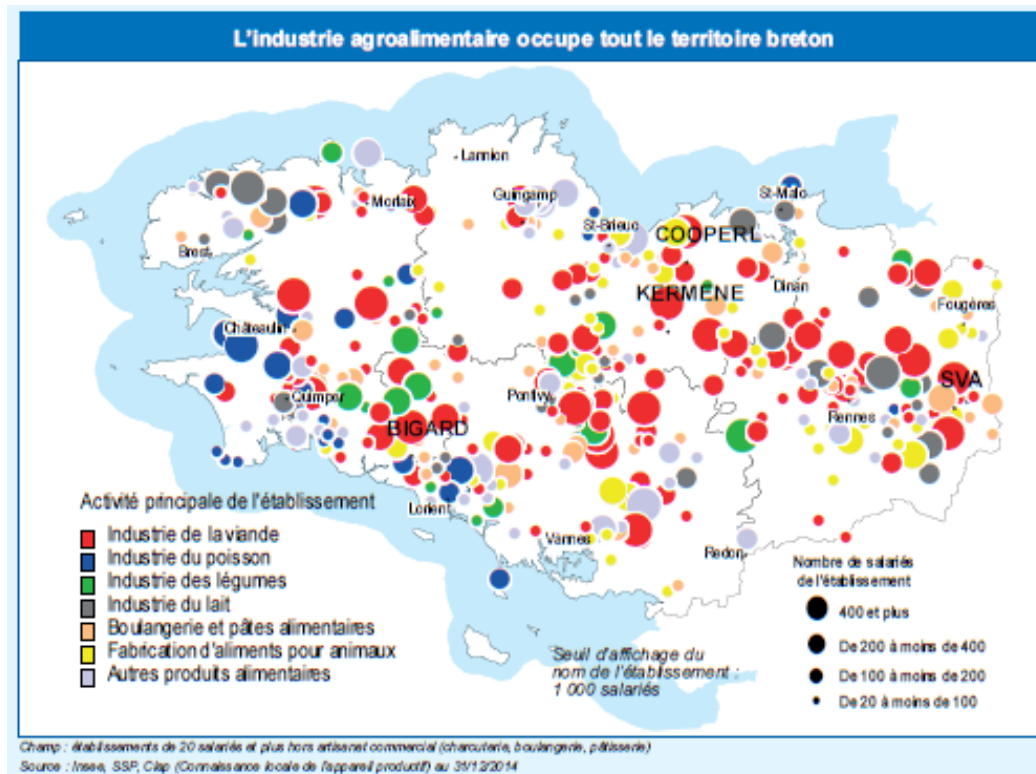 L'industrie agroalimentaire occupe tout le territoire breton
Lannion
Morlaix
Guingamp
St-Malo
St-Brieuc
COOPERL
Brest
KERMENE
Dinan
Fougères
Châteaulin
SVA
Quimper
Pontivy
Rennes
BIGARD
Lorient
Vannes
Redon
Activité principale de l'établissement
Industrie de la viande
Industrie du poisson
Industrie des légumes
Industrie du lait
Boulangerie et pâtes alimentaires
Fabrication d'aliments pour animaux
Autres produits alimentaires
Seuil d'affichage du
nom de l'établissement :
1 000 salariés
Nombre de salariés
de l'établissement
400 et plus
De 200 à moins de 400
De 100 à moins de 200
De 20 à moins de 100
Champ : établissements de 20 salariés et plus hors artisanat commercial (charcuterie, boulangerie, pâtisserie)
Source : Insee, SSP, Clap (Connaissance locale de l'appareil productif) au 31/12/2014